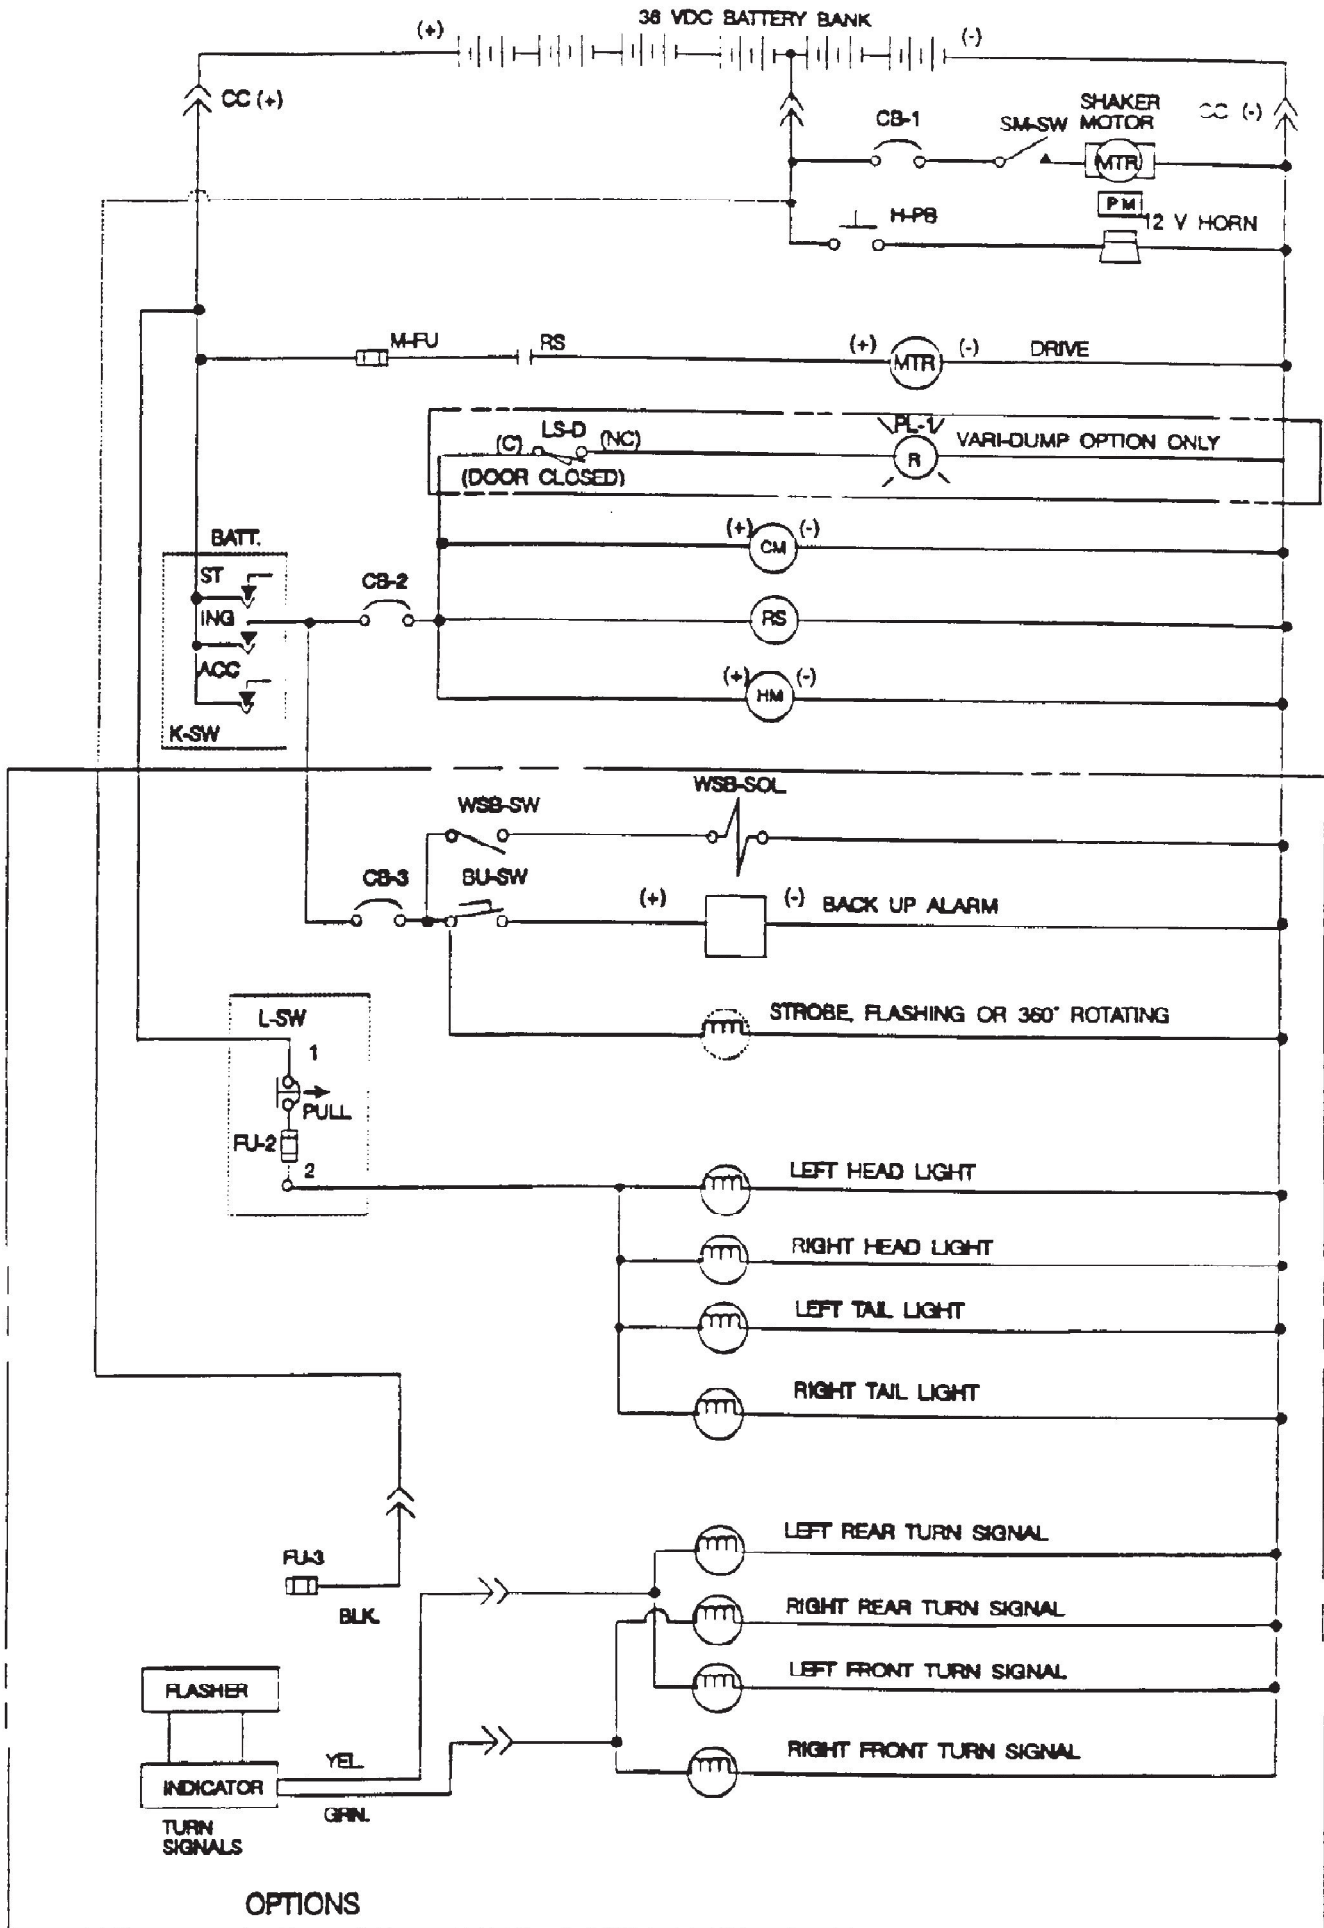 36 VDC BATTERY BANK
(+)
(-)
CC (+)
CB-1
SM-SW
SHAKER
MOTOR
CC (-)
MTR
PM
H-PB
12 V HORN
M-FU
RS
(+)
MTR
(-)
DRIVE
(C)
LS-D
(NC)
PL-1
R
VARI-DUMP OPTION ONLY
(DOOR CLOSED)
(+)
CM
(-)
BATT.
ST
ING
ACC
K-SW
CB-2
RS
(+)
HM
(-)
WSB-SW
WSB-SOL
CB-3
BU-SW
(+)
(-)
BACK UP ALARM
STROBE, FLASHING OR 360° ROTATING
L-SW
1
PULL
FU-2
2
LEFT HEAD LIGHT
RIGHT HEAD LIGHT
LEFT TAIL LIGHT
RIGHT TAIL LIGHT
LEFT REAR TURN SIGNAL
FU-3
BLK.
RIGHT REAR TURN SIGNAL
LEFT FRONT TURN SIGNAL
FLASHER
RIGHT FRONT TURN SIGNAL
YEL
INDICATOR
GRN.
TURN
SIGNALS
OPTIONS